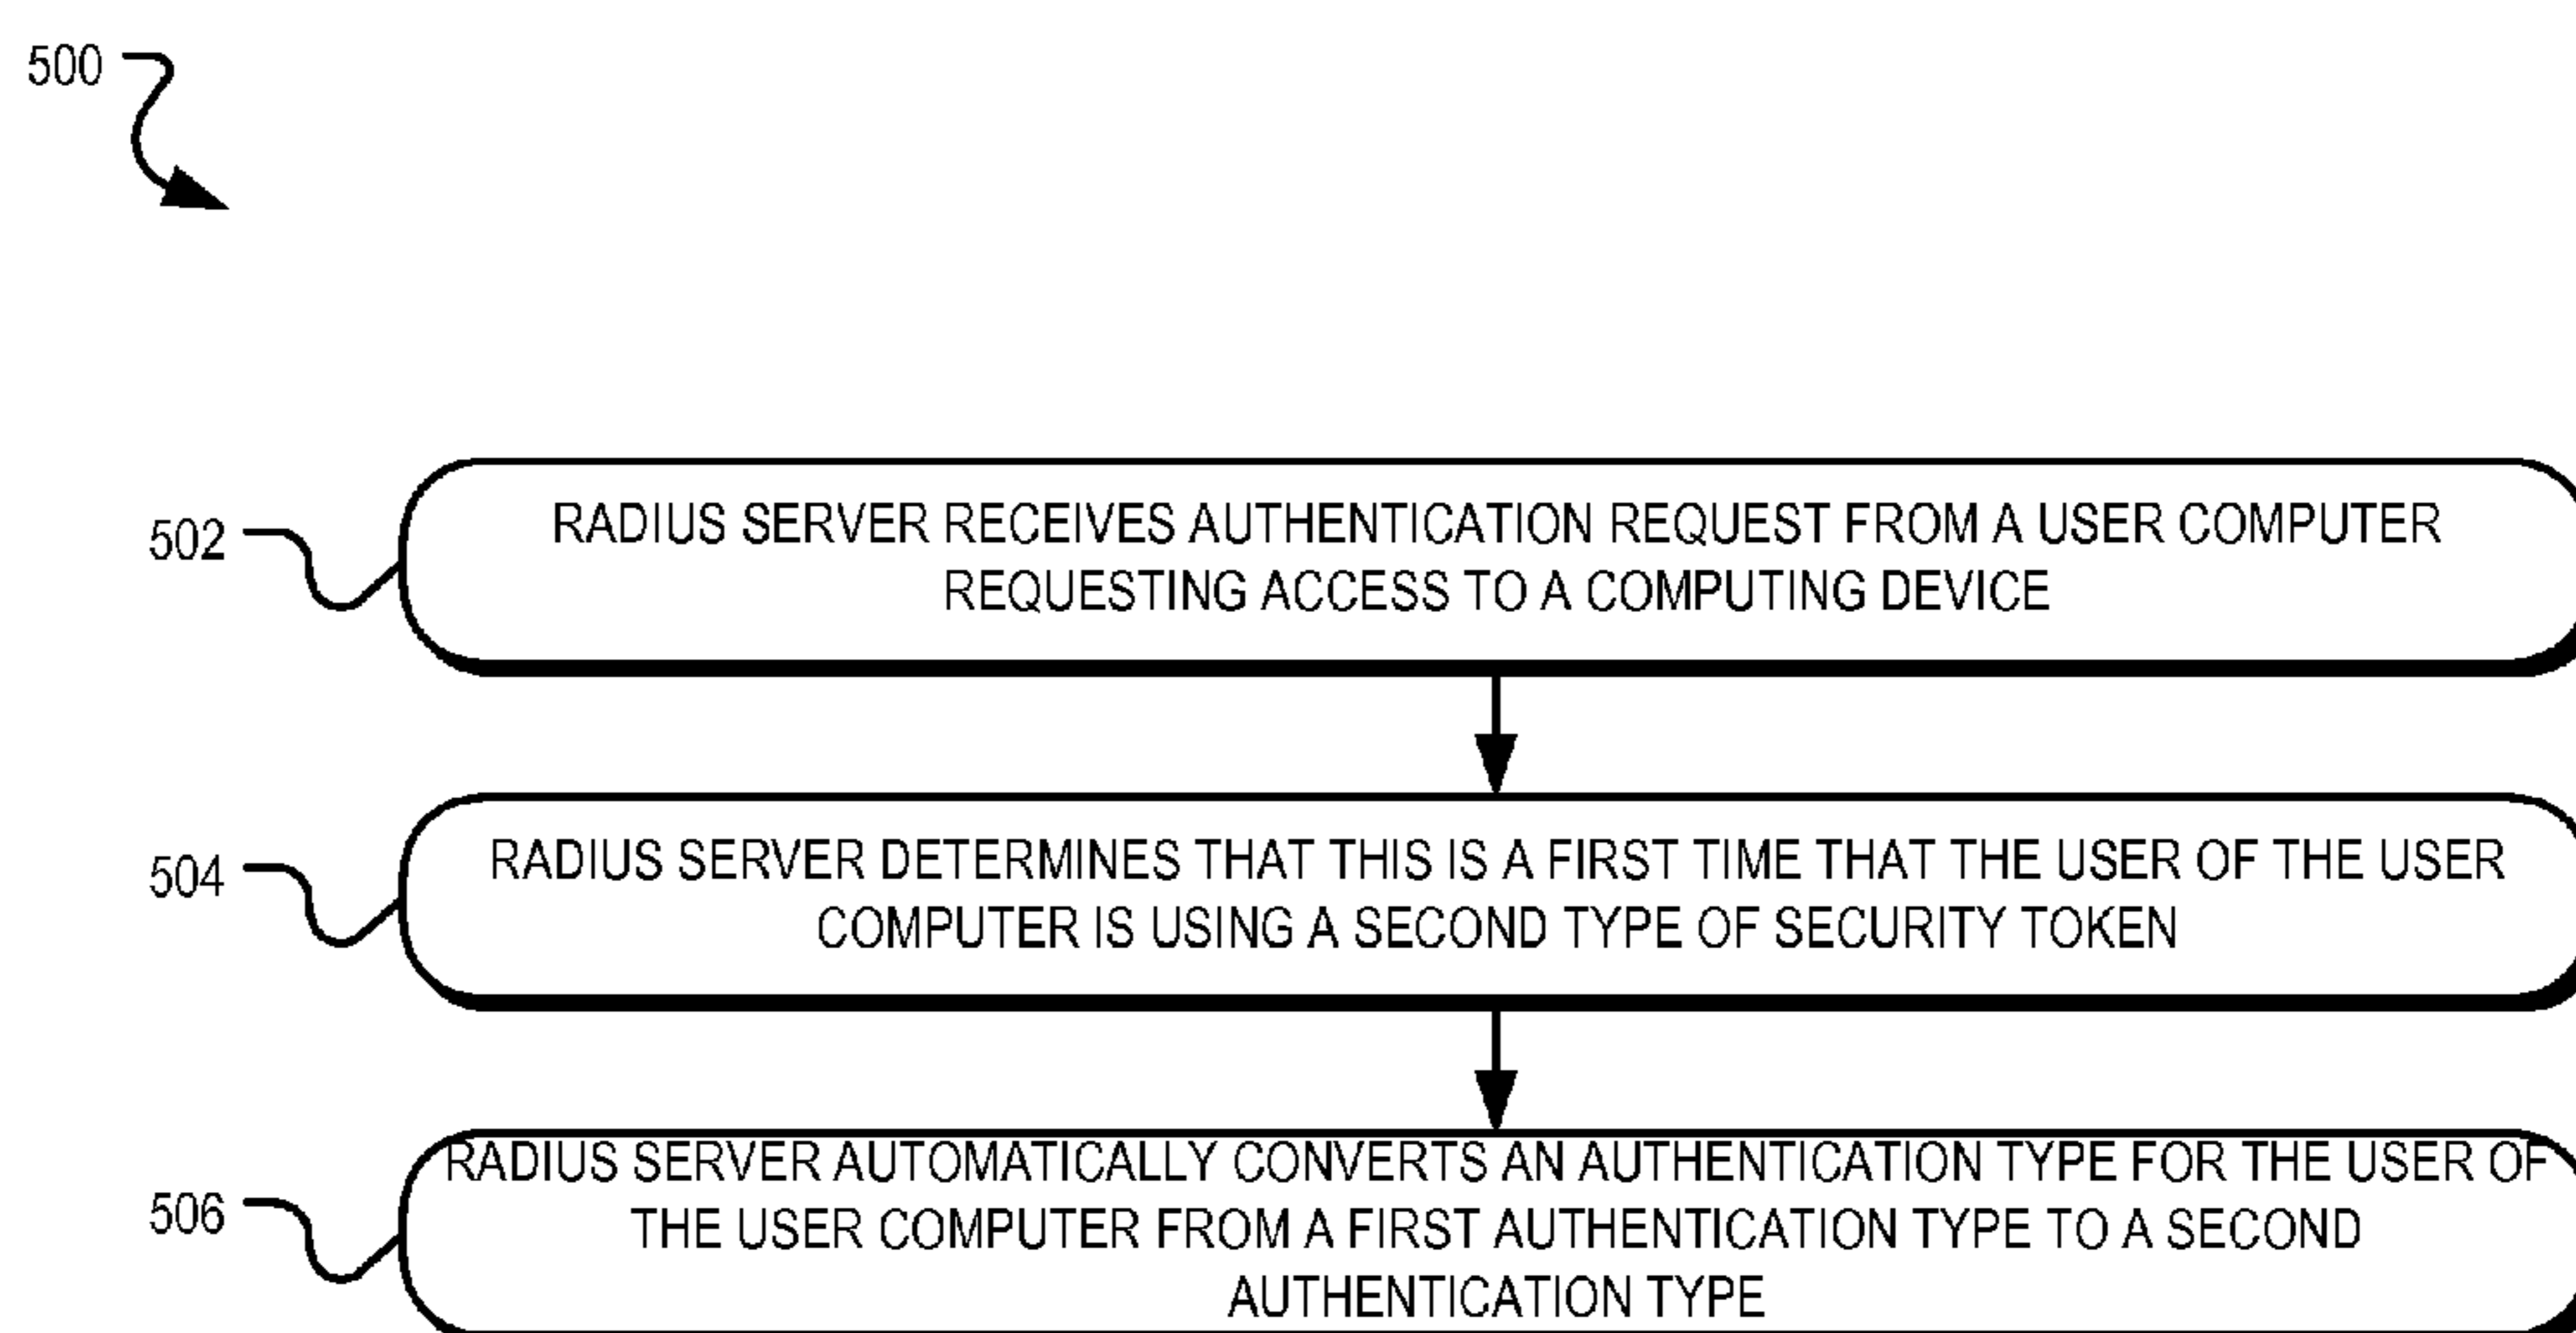 500
502
RADIUS SERVER RECEIVES AUTHENTICATION REQUEST FROM A USER COMPUTER
REQUESTING ACCESS TO A COMPUTING DEVICE
504
RADIUS SERVER DETERMINES THAT THIS IS A FIRST TIME THAT THE USER OF THE USER
COMPUTER IS USING A SECOND TYPE OF SECURITY TOKEN
506
RADIUS SERVER AUTOMATICALLY CONVERTS AN AUTHENTICATION TYPE FOR THE USER OF
THE USER COMPUTER FROM A FIRST AUTHENTICATION TYPE TO A SECOND
AUTHENTICATION TYPE